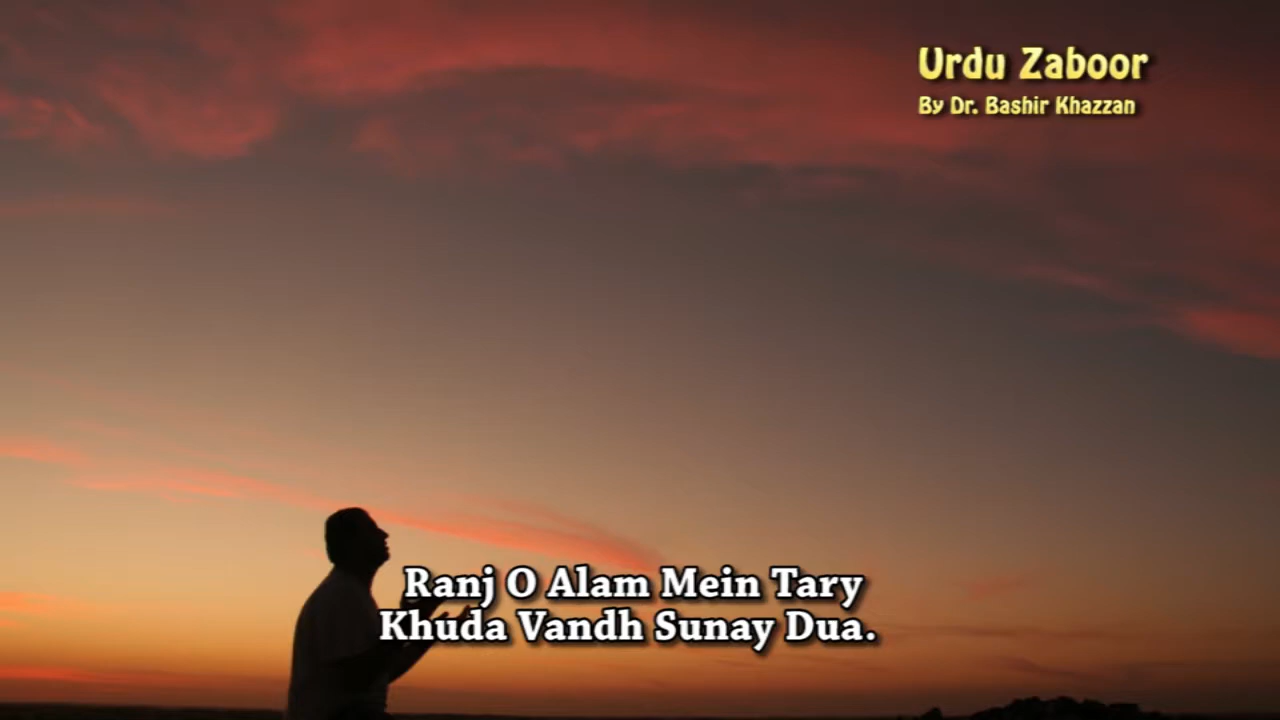 Urdu Zaboor
By Dr. Bashir Khazzan
Ranj O Alam Mein Tary
Khuda Vandh Sunay Dua.